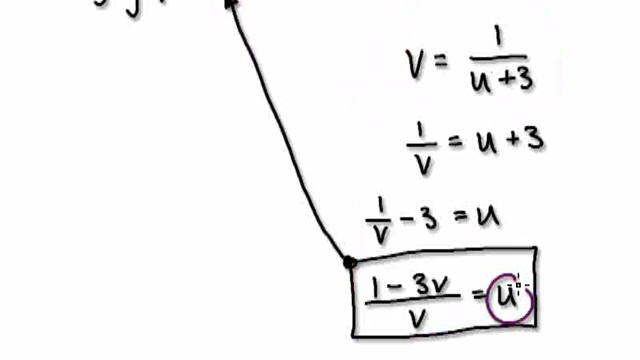 V = 1/(u+3)
1/V = u+3
1/V - 3 = u
(1-3v)/V = u